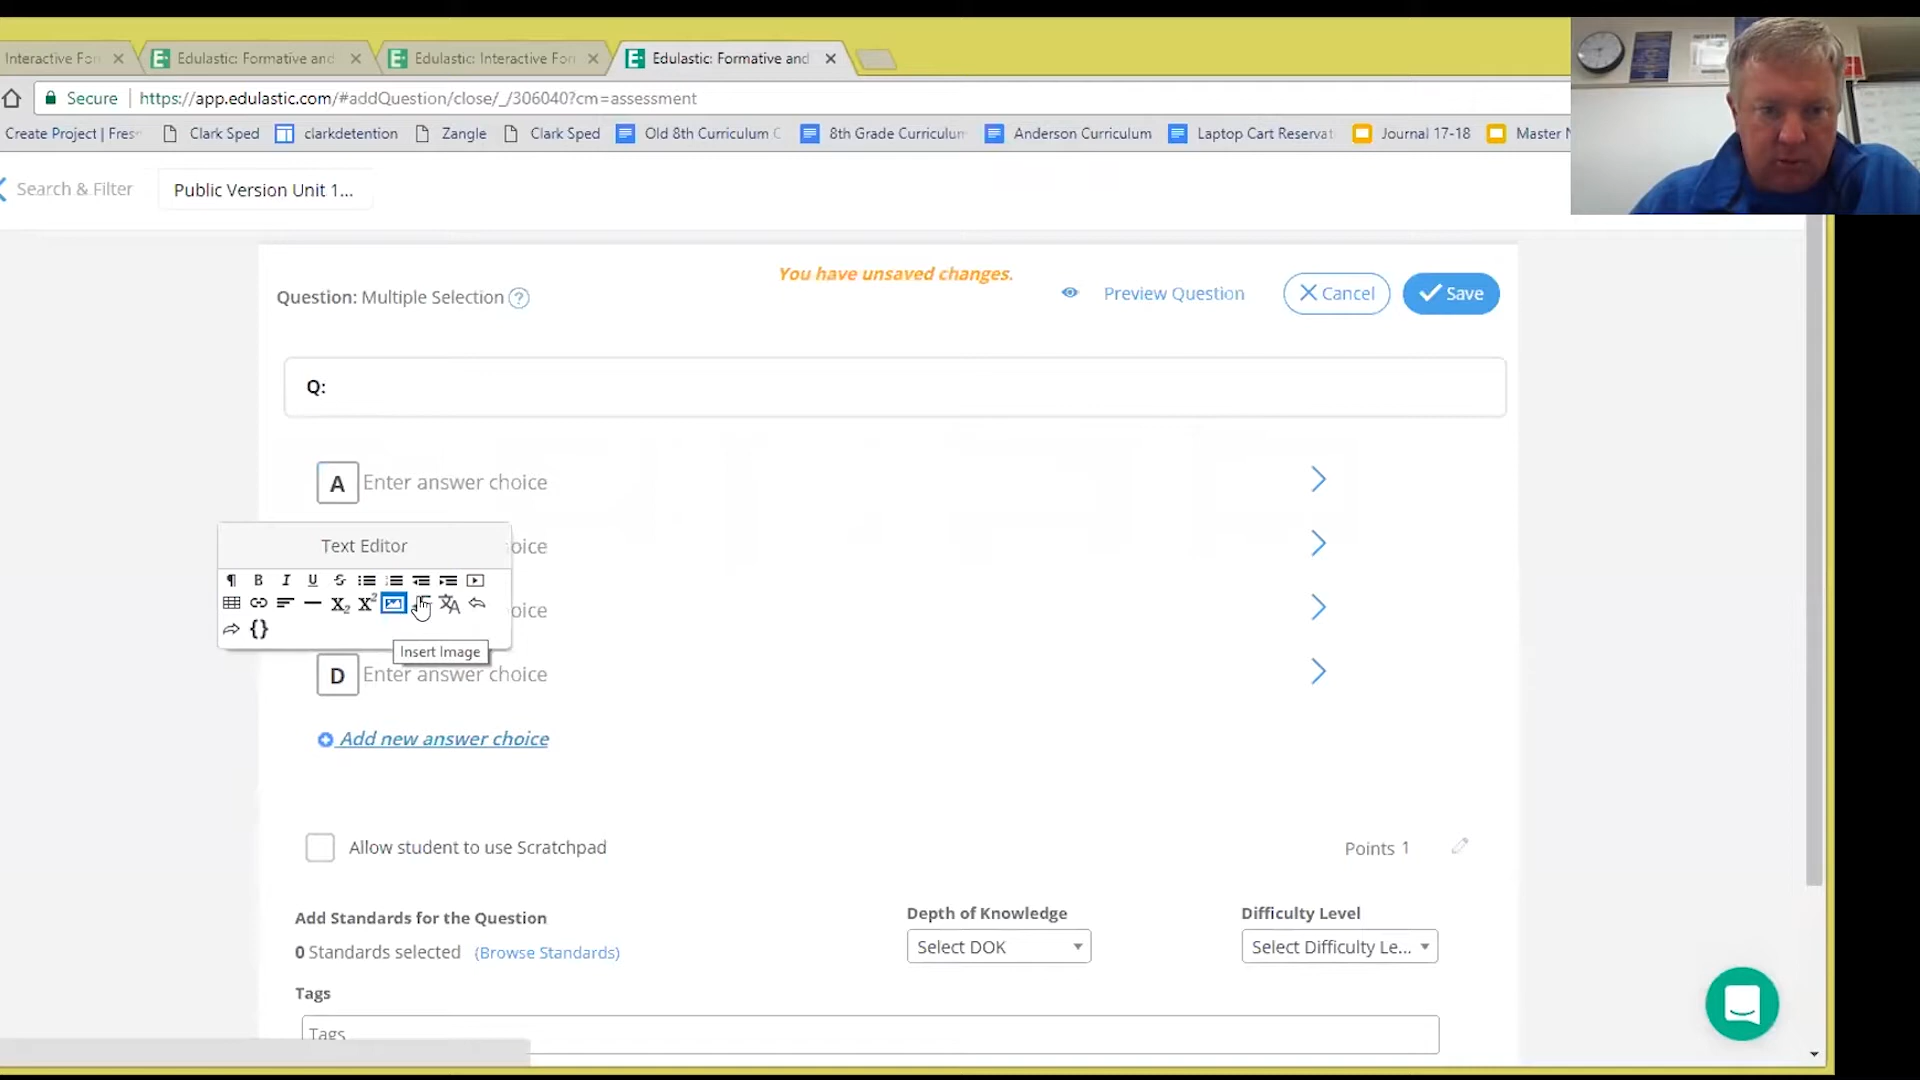 Interactive For
Edulastic: Formative and
Edulastic: Interactive For
Edulastic: Formative and
Secure
https://app.edulastic.com/#addQuestion/close/_/306040?cm=assessment
Create Project | Fres
Clark Sped
clarkdetention
Zangle
Clark Sped
Old 8th Curriculum C
8th Grade Curriculum
Anderson Curriculum
Laptop Cart Reservat
Journal 17-18
Master N
Search & Filter
Public Version Unit 1...
You have unsaved changes.
Question: Multiple Selection ?
Preview Question
Cancel
Save
Q:
A Enter answer choice
Text Editor
oice
oice
Insert Image
D Enter answer choice
Add new answer choice
Allow student to use Scratchpad
Points 1
Add Standards for the Question
0 Standards selected (Browse Standards)
Depth of Knowledge
Select DOK
Difficulty Level
Select Difficulty Le...
Tags
Tags